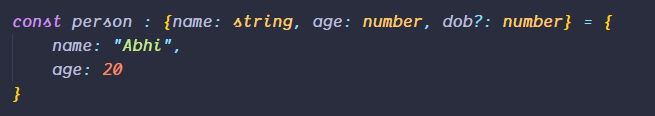 const person : {name: string, age: number, dob?: number} = {
    name: "Abhi",
    age: 20
}